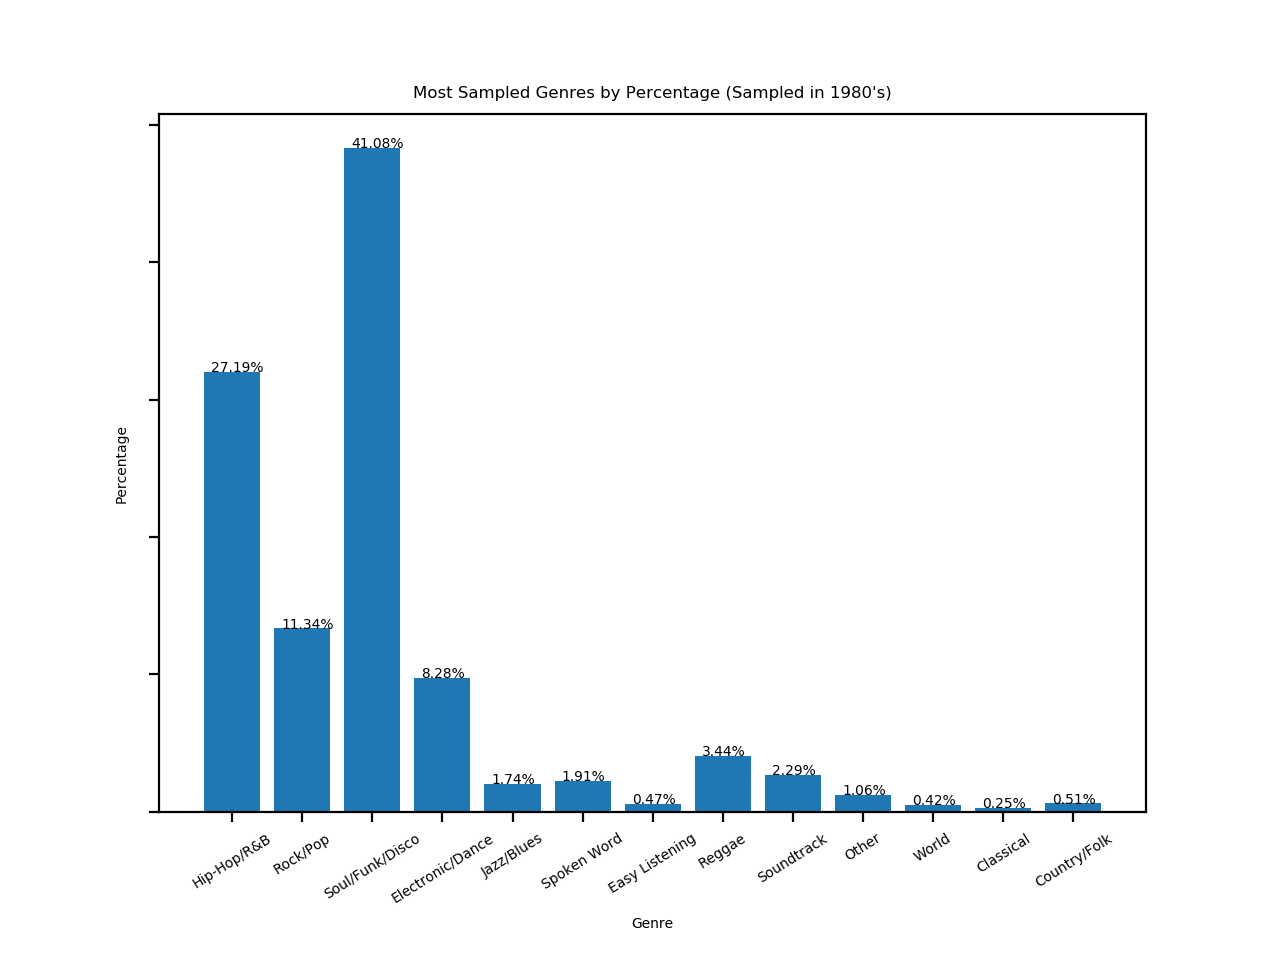 Most Sampled Genres by Percentage (Sampled in 1980's)
41.08%
27.19%
11.34%
8.28%
1.74%
1.91%
0.47%
3.44%
2.29%
1.06%
0.42%
0.25%
0.51%
Percentage
Hip-Hop/R&B
Rock/Pop
Soul/Funk/Disco
Electronic/Dance
Jazz/Blues
Spoken Word
Easy Listening
Reggae
Soundtrack
Other
World
Classical
Country/Folk
Genre